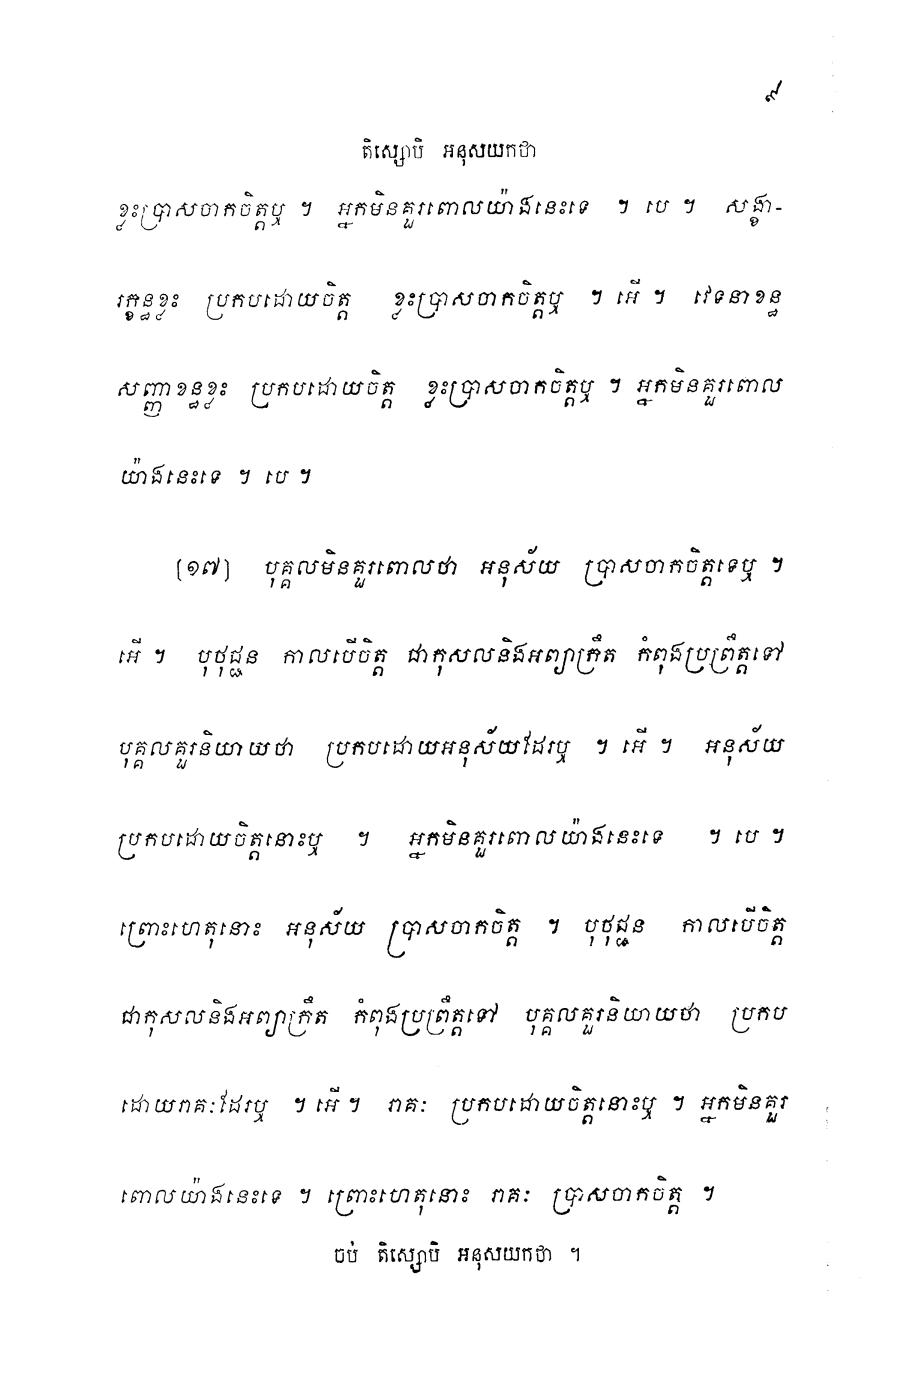 ៩
តិស្សោបិ អនុសយកថា
ខ្លះប្រាសចាកចិត្តឬ ។ អ្នកមិនគួរពោលយ៉ាងនេះទេ ។ បេ ។ សង្ខា-
រក្ខន្ធខ្លះ ប្រកបដោយចិត្ត ខ្លះប្រាសចាកចិត្តឬ ។ អើ ។ វេទនាខន្ធ
សញ្ញាខន្ធខ្លះ ប្រកបដោយចិត្ត ខ្លះប្រាសចាកចិត្តឬ ។ អ្នកមិនគួរពោល
យ៉ាងនេះទេ ។ បេ ។
[១៧] បុគ្គលមិនគួរពោលថា អនុស័យ ប្រាសចាកចិត្តទេឬ ។
អើ ។ បុថុជ្ជន កាលបើចិត្ត ជាកុសលនិងអព្យាក្រឹត កំពុងប្រព្រឹត្តទៅ
បុគ្គលគួរនិយាយថា ប្រកបដោយអនុស័យដែរឬ ។ អើ ។ អនុស័យ
ប្រកបដោយចិត្តនោះឬ ។ អ្នកមិនគួរពោលយ៉ាងនេះទេ ។ បេ ។
ព្រោះហេតុនោះ អនុស័យ ប្រាសចាកចិត្ត ។ បុថុជ្ជន កាលបើចិត្ត
ជាកុសលនិងអព្យាក្រឹត កំពុងប្រព្រឹត្តទៅ បុគ្គលគួរនិយាយថា ប្រកប
ដោយរាគៈដែរឬ ។ អើ ។ រាគៈ ប្រកបដោយចិត្តនោះឬ ។ អ្នកមិនគួរ
ពោលយ៉ាងនេះទេ ។ ព្រោះហេតុនោះ រាគៈ ប្រាសចាកចិត្ត ។
ចប់ តិស្សោបិ អនុសយកថា ។